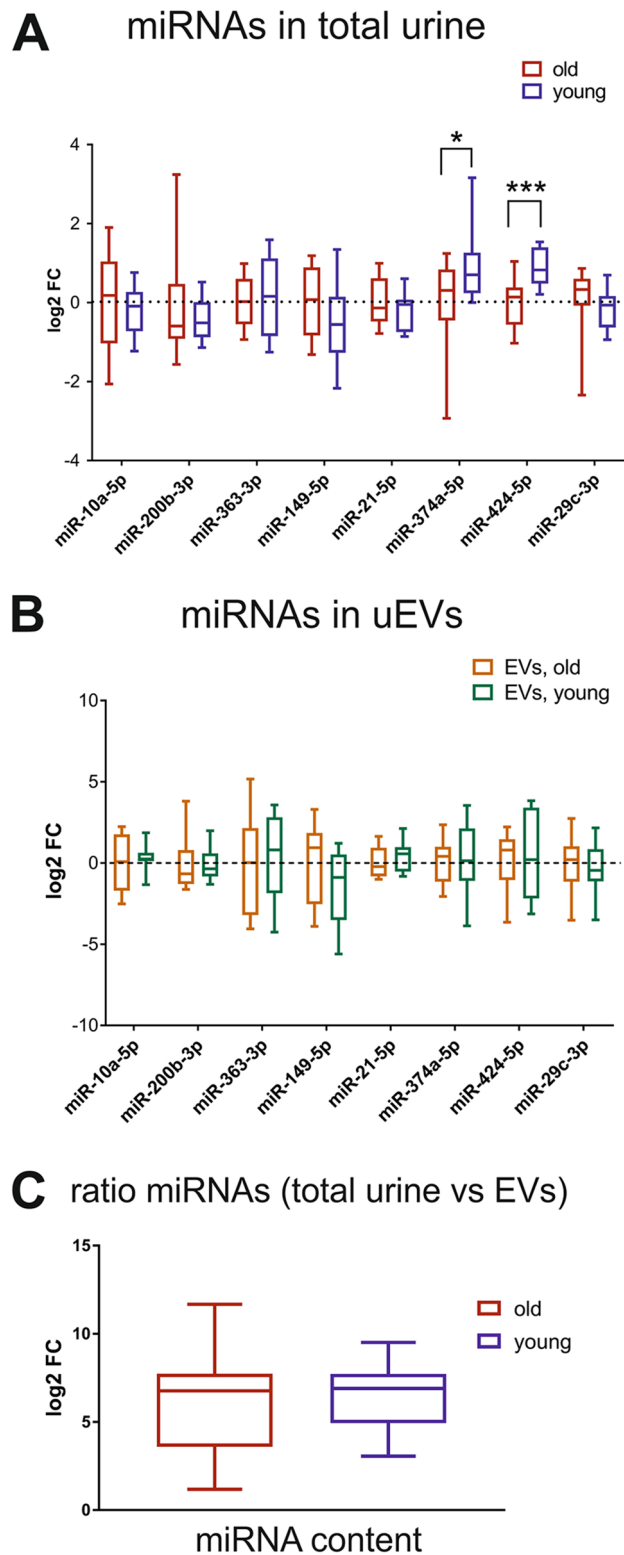 A miRNAs in total urine
old
young
4
2
0
-2
-4
log2 FC
*
***
miR-10a-5p
miR-200b-3p
miR-363-3p
miR-149-5p
miR-21-5p
miR-374a-5p
miR-424-5p
miR-29c-3p
B miRNAs in uEVs
EVs, old
EVs, young
10
5
0
-5
-10
log2 FC
miR-10a-5p
miR-200b-3p
miR-363-3p
miR-149-5p
miR-21-5p
miR-374a-5p
miR-424-5p
miR-29c-3p
C ratio miRNAs (total urine vs EVs)
15
10
5
0
log2 FC
old
young
miRNA content